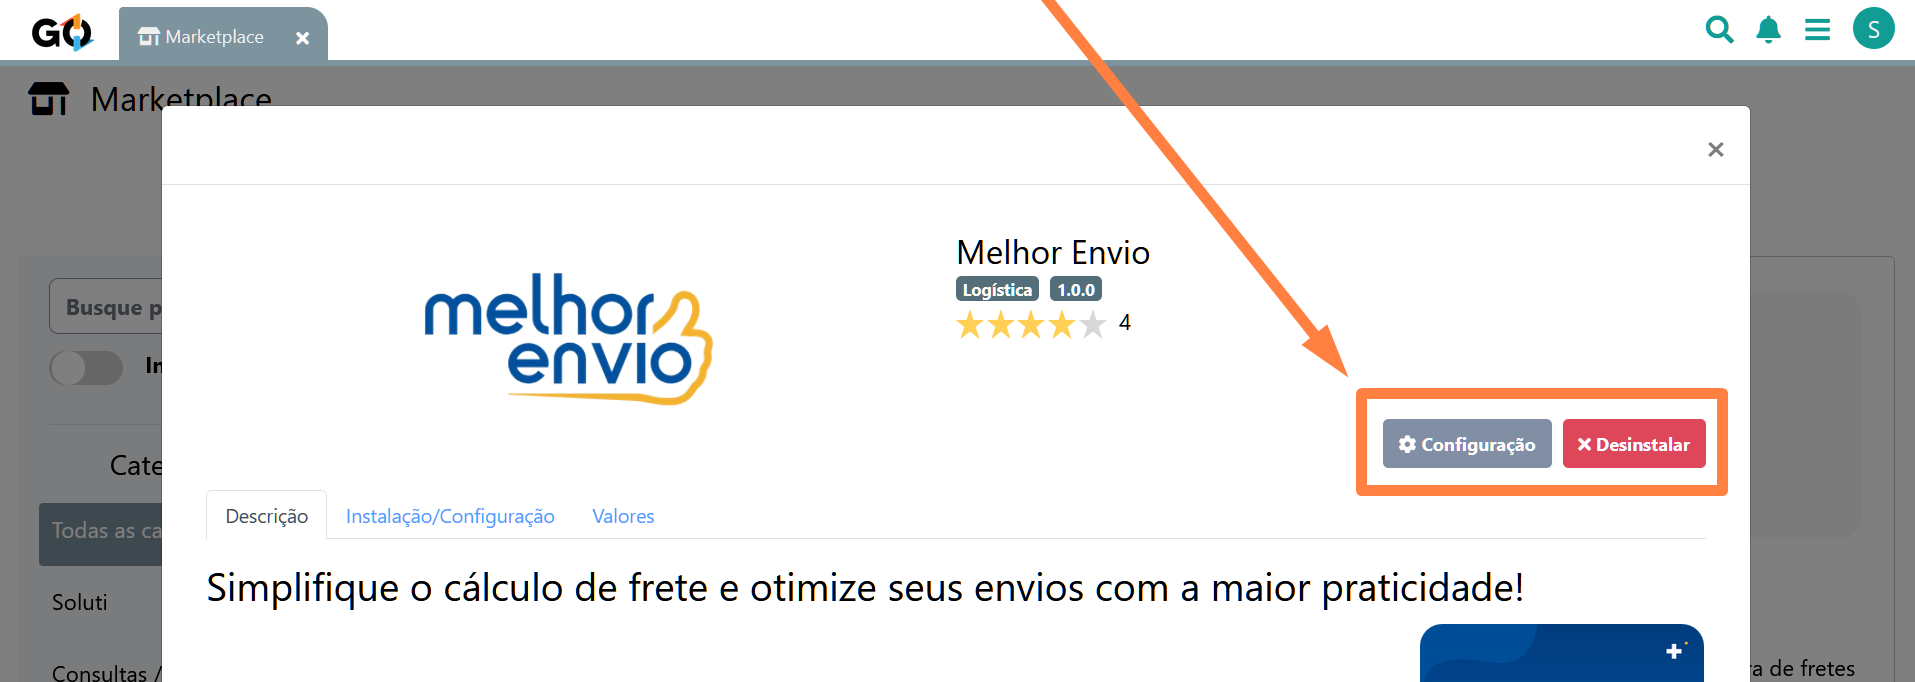 GO
Marketplace
S
Marketplace
Melhor Envio
Logística 1.0.0
4
melhor
envio
Busque p
In
Configuração Desinstalar
Cate
Descrição Instalação/Configuração Valores
Todas as ca
Simplifique o cálculo de frete e otimize seus envios com a maior praticidade!
Soluti
Consultas /
ra de fretes